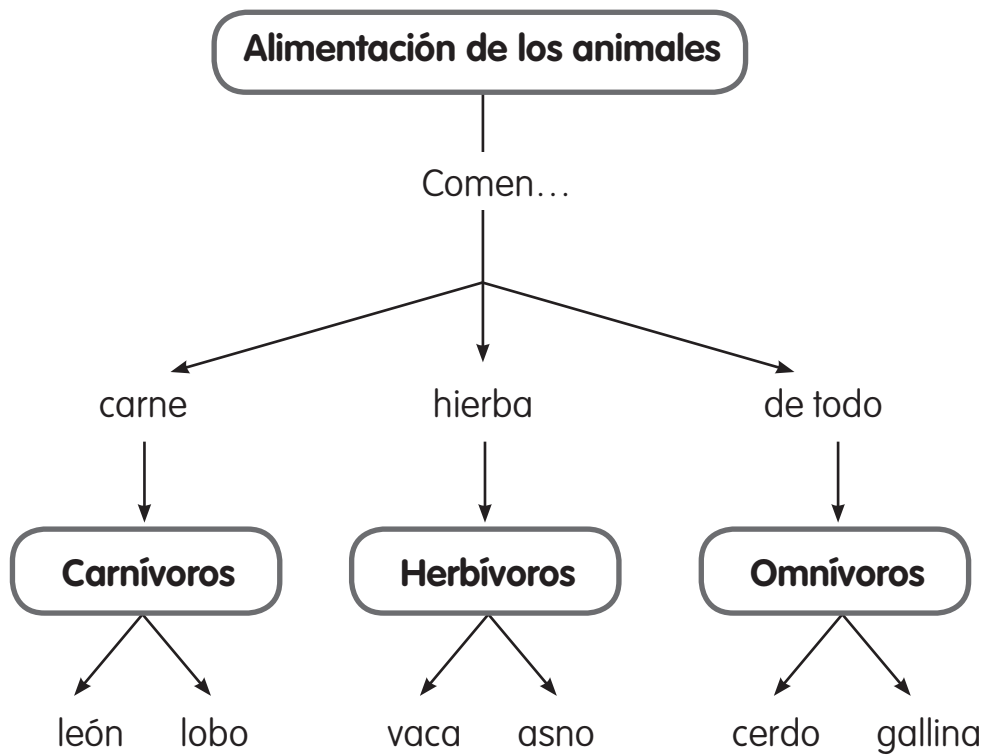 Alimentación de los animales
Comen...
carne hierba de todo
Carnívoros Herbívoros Omnívoros
león lobo vaca asno cerdo gallina